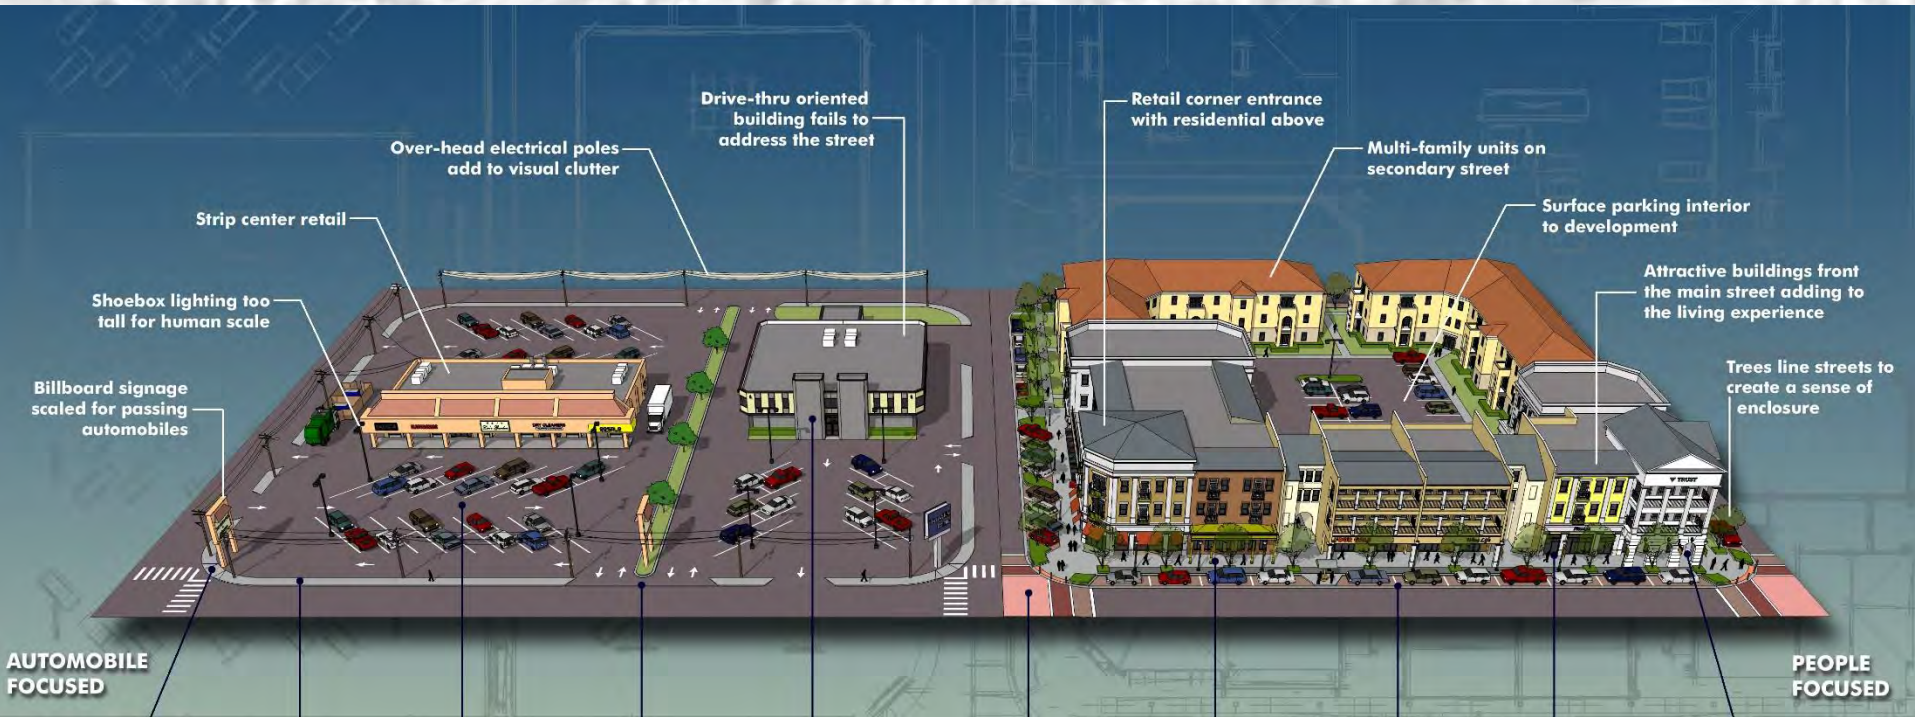 Drive-thru oriented
building fails to
address the street
Over-head electrical poles
add to visual clutter
Strip center retail
Shoebox lighting too
tall for human scale
Billboard signage
scaled for passing
automobiles
Retail corner entrance
with residential above
Multi-family units on
secondary street
Surface parking interior
to development
Attractive buildings front
the main street adding to
the living experience
Trees line streets to
create a sense of
enclosure
DRY CLEANERS
TRUST
AUTOMOBILE
FOCUSED
PEOPLE
FOCUSED